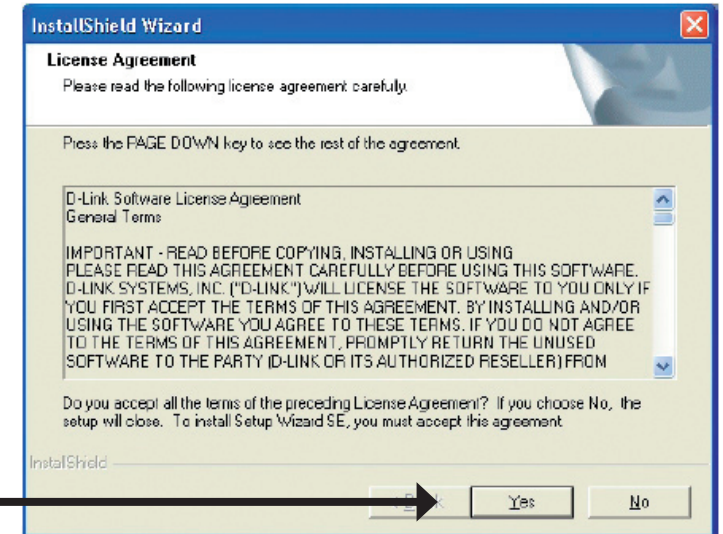 InstallShield Wizard
License Agreement
Please read the following license agreement carefully.
Press the PAGE DOWN key to see the rest of the agreement.
D-Link Software License Agreement
General Terms
IMPORTANT - READ BEFORE COPYING, INSTALLING OR USING
PLEASE READ THIS AGREEMENT CAREFULLY BEFORE USING THIS SOFTWARE.
D-LINK SYSTEMS, INC. ("D-LINK") WILL LICENSE THE SOFTWARE TO YOU ONLY IF
YOU FIRST ACCEPT THE TERMS OF THIS AGREEMENT. BY INSTALLING AND/OR
USING THE SOFTWARE YOU AGREE TO THESE TERMS. IF YOU DO NOT AGREE
TO THE TERMS OF THIS AGREEMENT, PROMPTLY RETURN THE UNUSED
SOFTWARE TO THE PARTY (D-LINK OR ITS AUTHORIZED RESELLER) FROM
Do you accept all the terms of the preceding License Agreement? If you choose No, the
setup will close. To install Setup Wizard SE, you must accept this agreement.
InstallShield
Yes
No